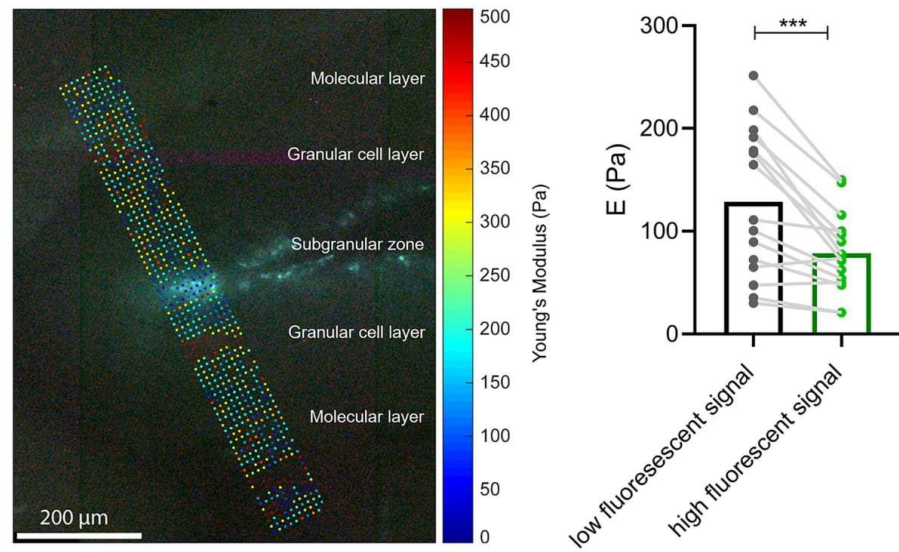 Molecular layer
Granular cell layer
Subgranular zone
Granular cell layer
Molecular layer
200 µm
500
450
400
350
300
250
200
150
100
50
0
Young's Modulus (Pa)
***
300
200
100
0
E (Pa)
low fluoresescent signal
high fluorescent signal